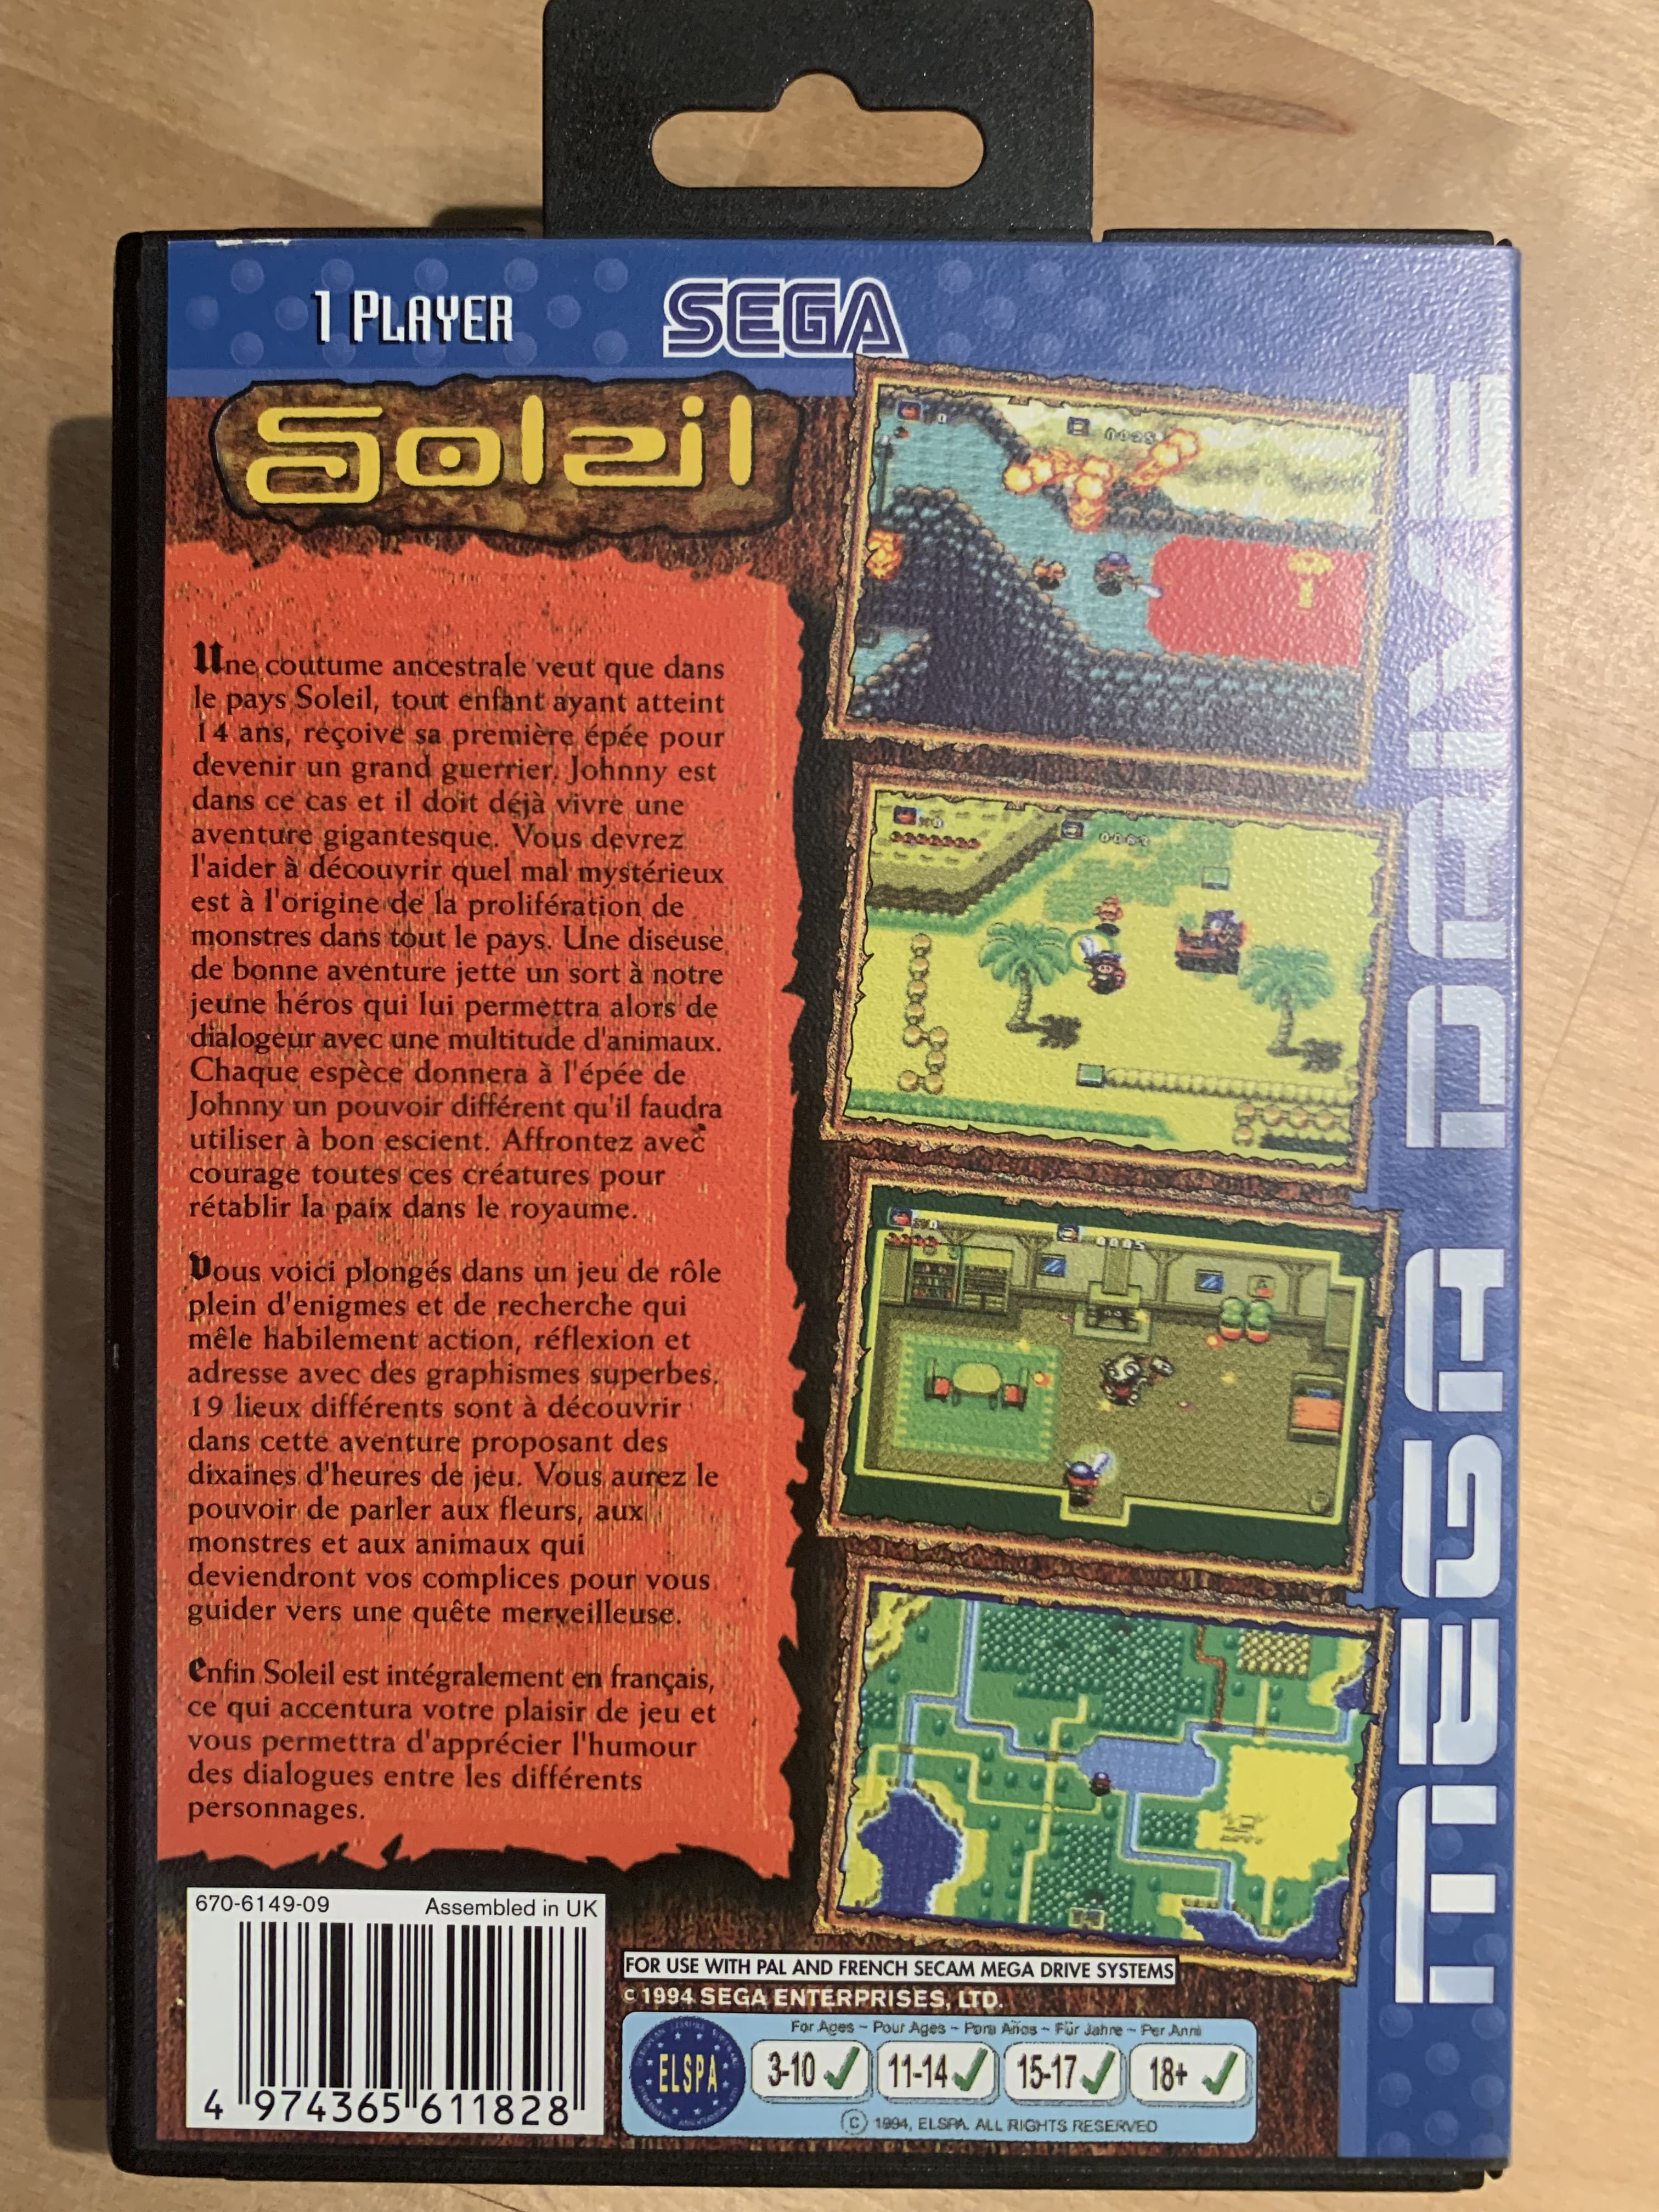 1 PLAYER
SEGA
Soleil
Une coutume ancestrale veut que dans
le pays Soleil, tout enfant ayant atteint
14 ans, reçoive sa première épée pour
devenir un grand guerrier. Johnny est
dans ce cas et il doit déjà vivre une
aventure gigantesque. Vous devrez
l'aider à découvrir quel mal mystérieux
est à l'origine de la prolifération de
monstres dans tout le pays. Une diseuse
de bonne aventure jette un sort à notre
jeune héros qui lui permettra alors de
dialogeur avec une multitude d'animaux.
Chaque espèce donnera à l'épée de
Johnny un pouvoir différent qu'il faudra
utiliser à bon escient. Affrontez avec
courage toutes ces créatures pour
rétablir la paix dans le royaume.
Vous voici plongés dans un jeu de rôle
plein d'enigmes et de recherche qui
mêle habilement action, réflexion et
adresse avec des graphismes superbes.
19 lieux différents sont à découvrir
dans cette aventure proposant des
dixaines d'heures de jeu. Vous aurez le
pouvoir de parler aux fleurs, aux
monstres et aux animaux qui
deviendront vos complices pour vous
guider vers une quête merveilleuse.
Enfin Soleil est intégralement en français,
ce qui accentura votre plaisir de jeu et
vous permettra d'apprécier l'humour
des dialogues entre les différents
personnages.
0025
0083
0005
MEGA DRIVE
670-6149-09 Assembled in UK
4 974365 611828
FOR USE WITH PAL AND FRENCH SECAM MEGA DRIVE SYSTEMS
© 1994 SEGA ENTERPRISES, LTD.
For Ages ~ Pour Ages ~ Para Años ~ Für Jahre ~ Per Anni
ELSPA
3-10 11-14 15-17 18+
© 1994, ELSPA. ALL RIGHTS RESERVED